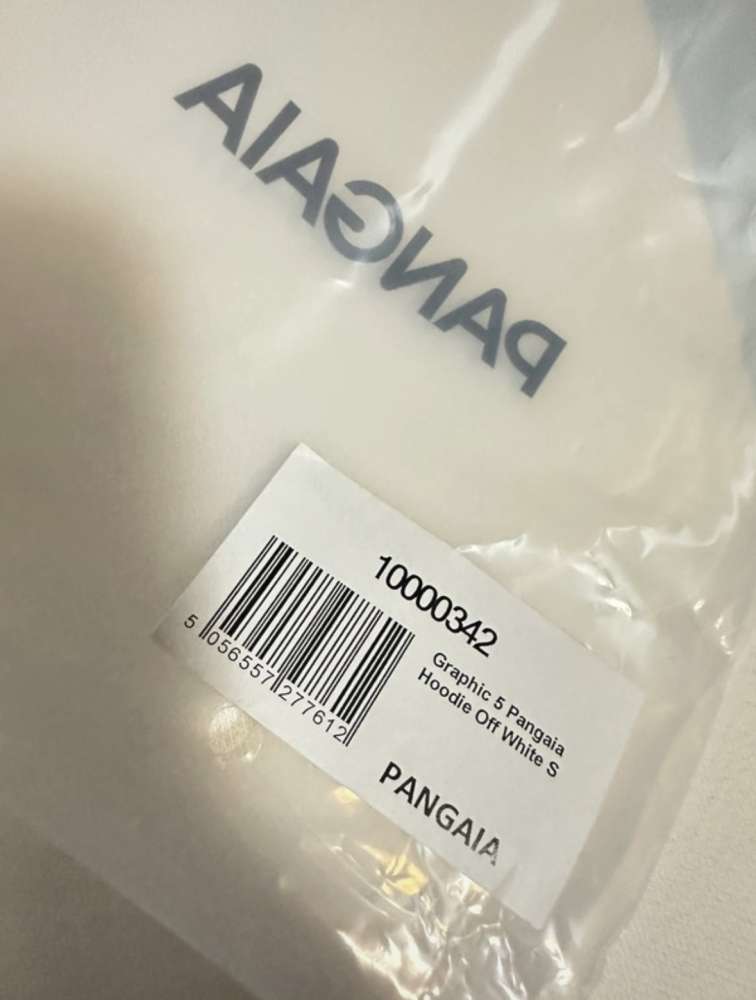 PANGAIA
10000342
Graphic 5 Pangaia
Hoodie Off White S
5 056557 277612
PANGAIA